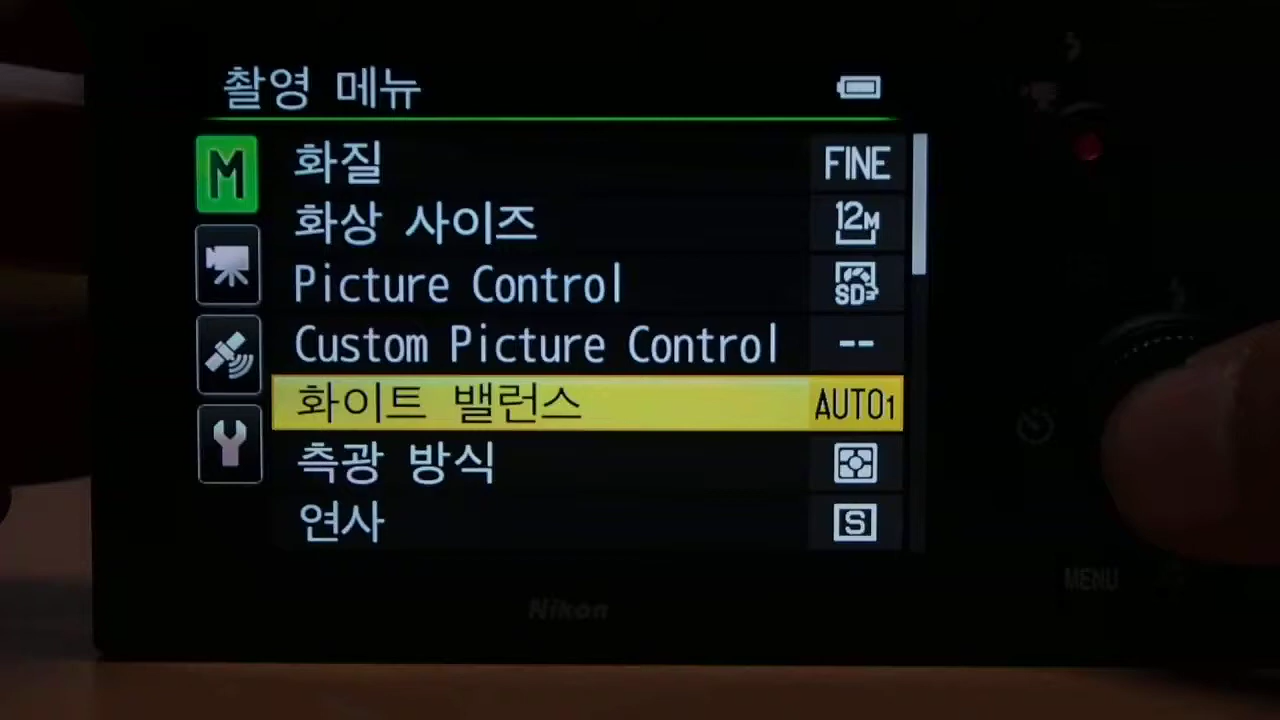 촬영 메뉴
M
화질 FINE
화상 사이즈 12M
Picture Control SD
Custom Picture Control --
화이트 밸런스 AUTO1
측광 방식
연사 S
MENU
Nikon